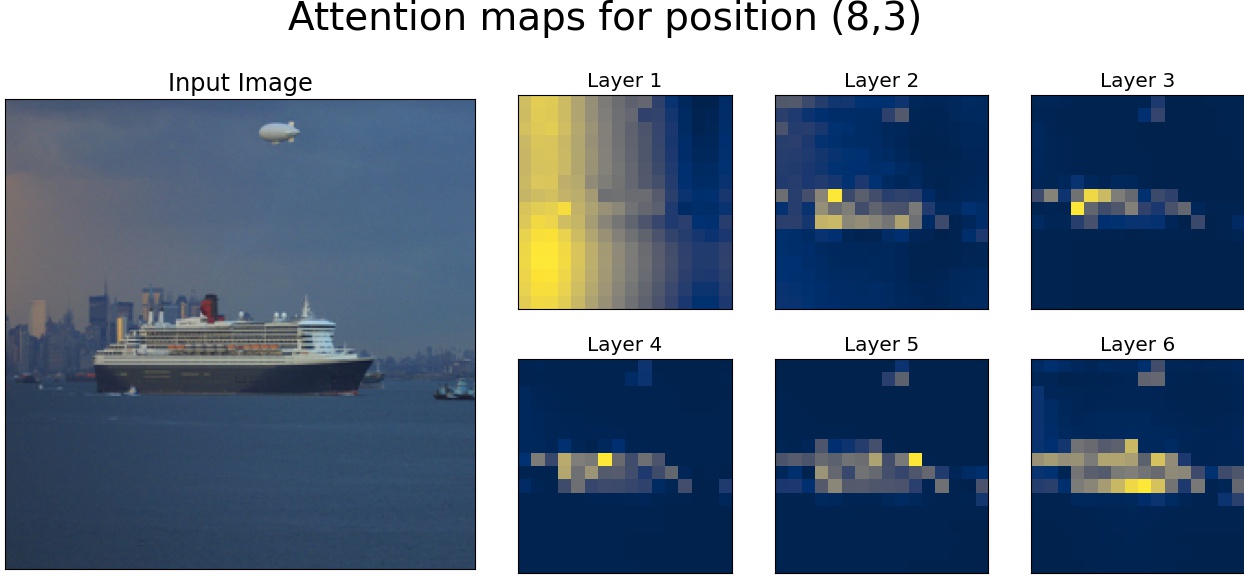 Attention maps for position (8,3)
Input Image
Layer 1
Layer 2
Layer 3
Layer 4
Layer 5
Layer 6